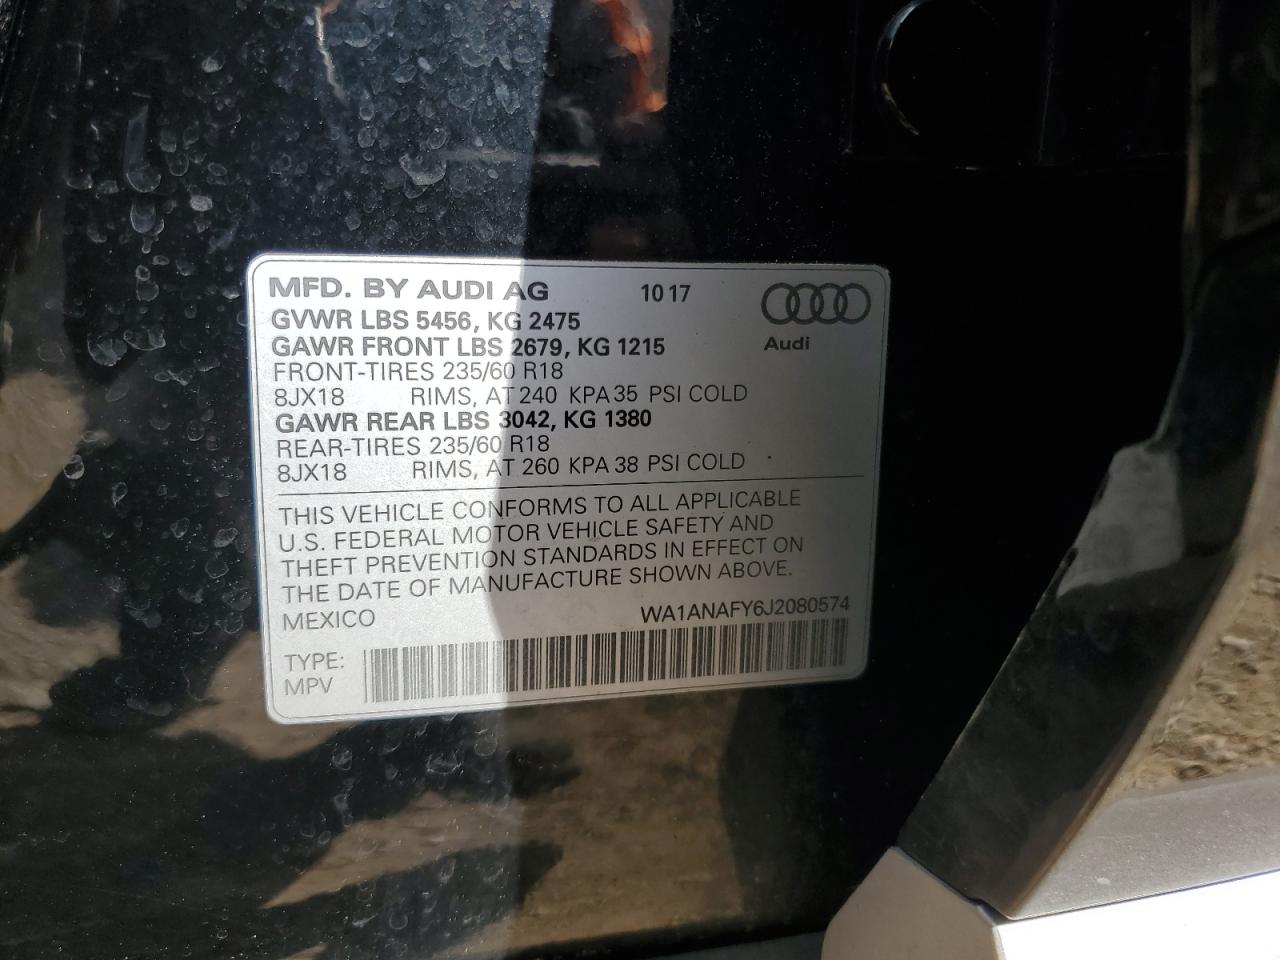 MFD. BY AUDI AG 10 17
GVWR LBS 5456, KG 2475
GAWR FRONT LBS 2679, KG 1215
Audi
FRONT-TIRES 235/60 R18
8JX18 RIMS, AT 240 KPA 35 PSI COLD
GAWR REAR LBS 3042, KG 1380
REAR-TIRES 235/60 R18
8JX18 RIMS, AT 260 KPA 38 PSI COLD
THIS VEHICLE CONFORMS TO ALL APPLICABLE
U.S. FEDERAL MOTOR VEHICLE SAFETY AND
THEFT PREVENTION STANDARDS IN EFFECT ON
THE DATE OF MANUFACTURE SHOWN ABOVE.
MEXICO WA1ANAFY6J2080574
TYPE:
MPV